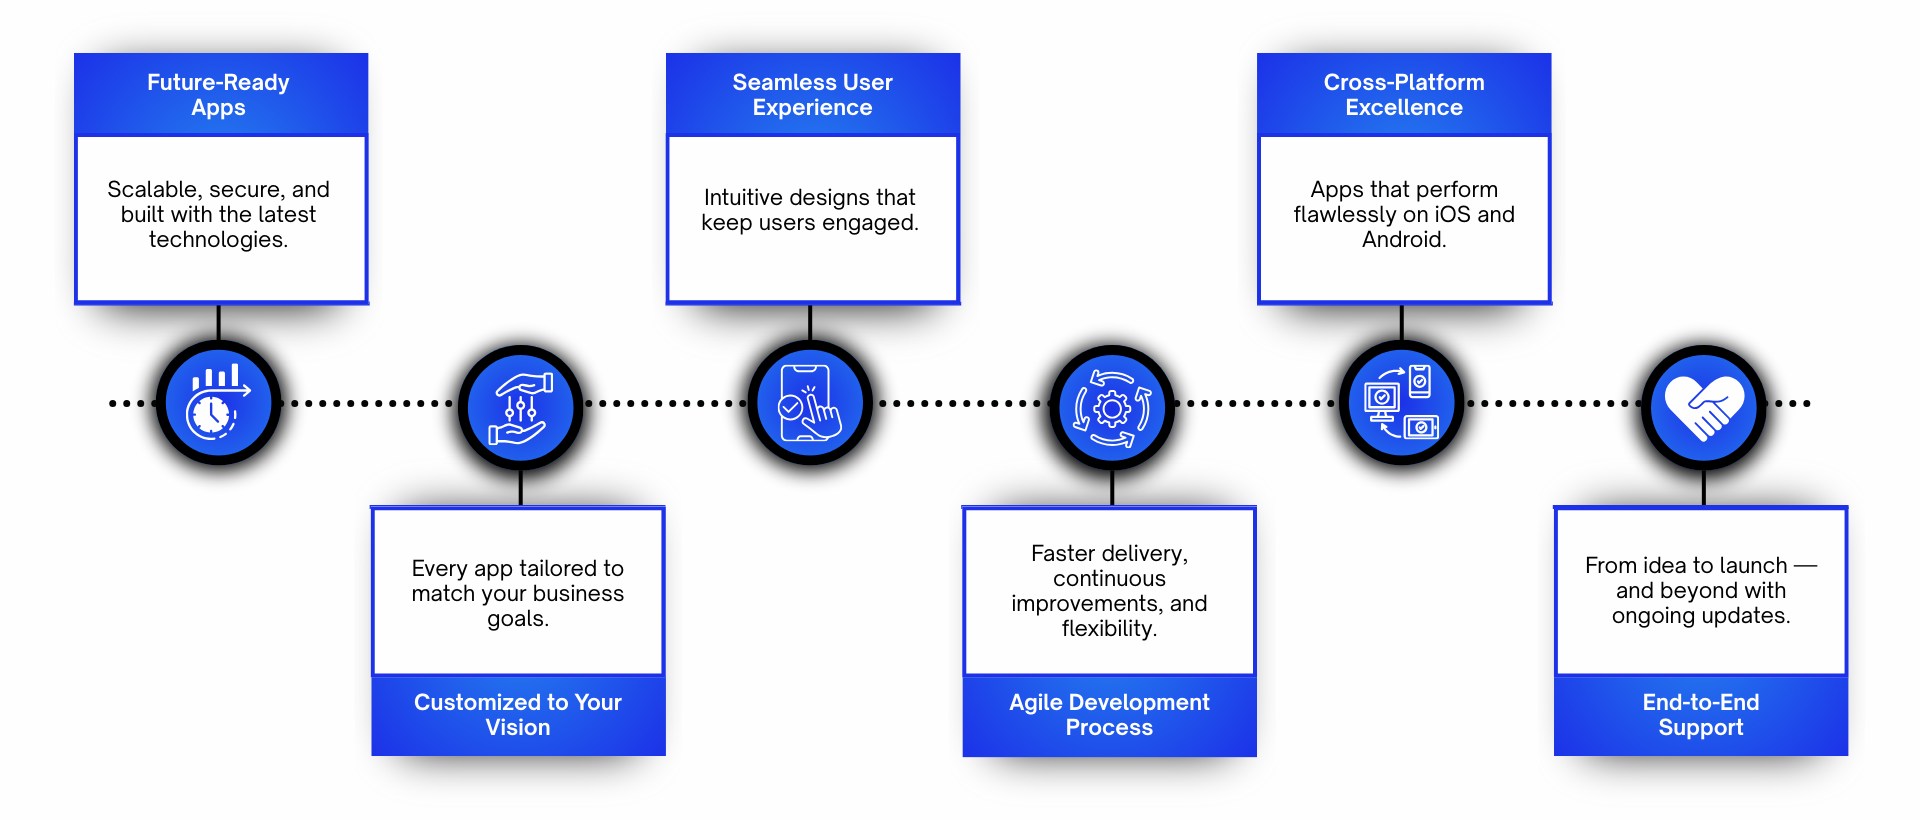 Future-Ready
Apps
Scalable, secure, and
built with the latest
technologies.
Every app tailored to
match your business
goals.
Customized to Your
Vision
Seamless User
Experience
Intuitive designs that
keep users engaged.
Faster delivery,
continuous
improvements, and
flexibility.
Agile Development
Process
Cross-Platform
Excellence
Apps that perform
flawlessly on iOS and
Android.
From idea to launch —
and beyond with
ongoing updates.
End-to-End
Support